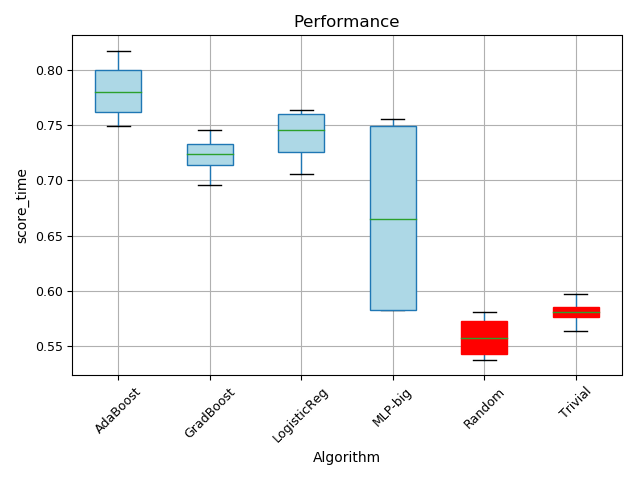 Performance
score_time
0.80
0.75
0.70
0.65
0.60
0.55
AdaBoost
GradBoost
LogisticReg
MLP-big
Random
Trivial
Algorithm